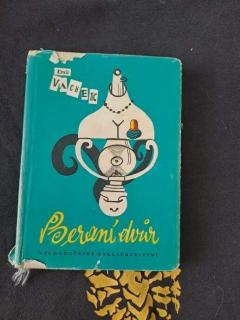 Emil
VACHEK
Beraní dvůr